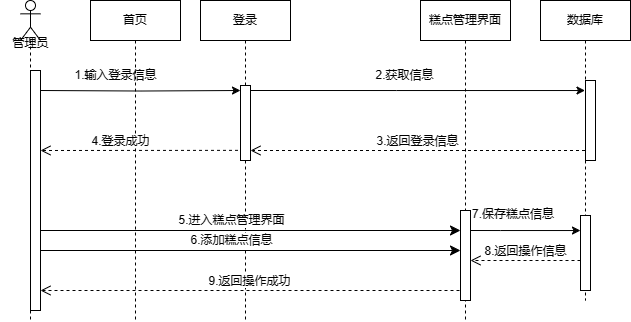 管理员
首页
登录
糕点管理界面
数据库
1.输入登录信息
2.获取信息
4.登录成功
3.返回登录信息
5.进入糕点管理界面
7.保存糕点信息
6.添加糕点信息
8.返回操作信息
9.返回操作成功